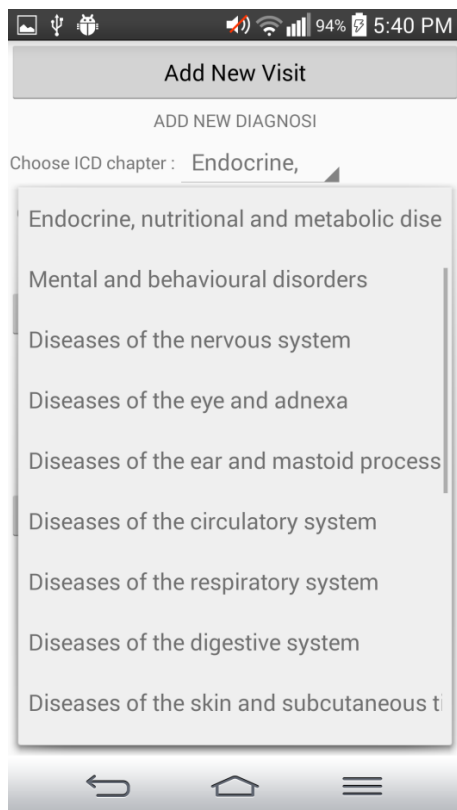 94% 5:40 PM
Add New Visit
ADD NEW DIAGNOSI
Choose ICD chapter : Endocrine,
Endocrine, nutritional and metabolic dise
Mental and behavioural disorders
Diseases of the nervous system
Diseases of the eye and adnexa
Diseases of the ear and mastoid process
Diseases of the circulatory system
Diseases of the respiratory system
Diseases of the digestive system
Diseases of the skin and subcutaneous ti